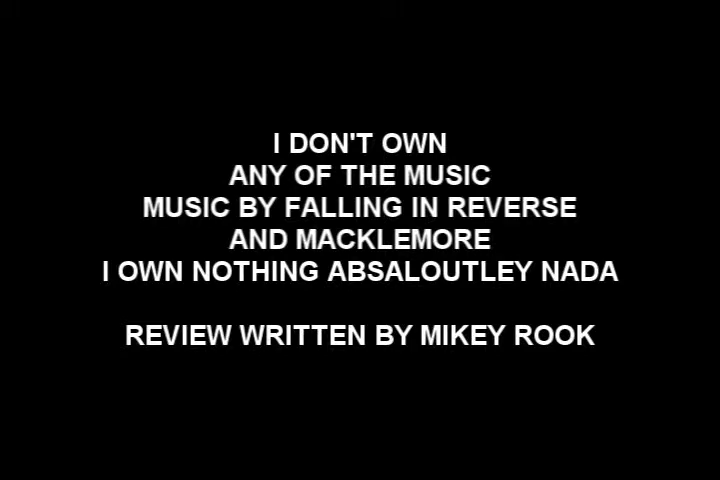 I DON'T OWN
ANY OF THE MUSIC
MUSIC BY FALLING IN REVERSE
AND MACKLEMORE
I OWN NOTHING ABSALOUTLEY NADA
REVIEW WRITTEN BY MIKEY ROOK